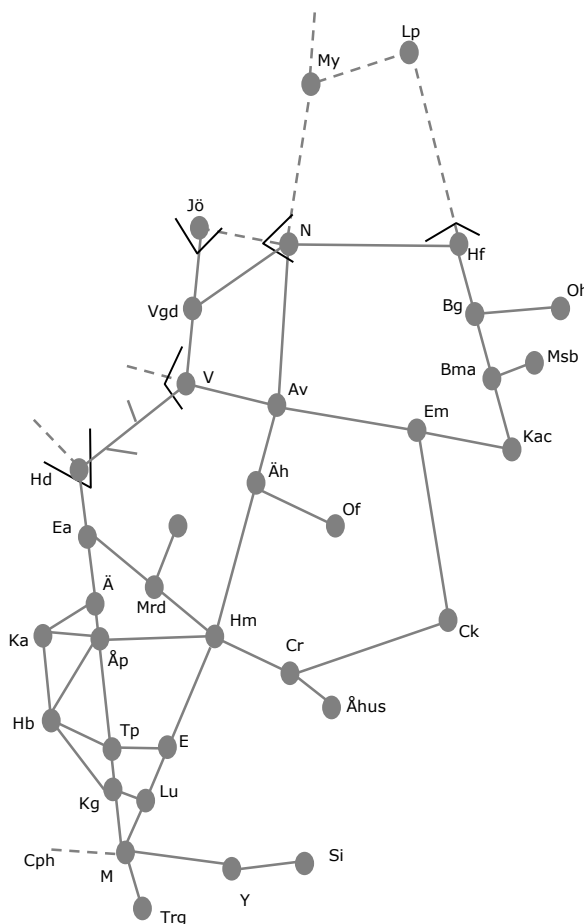 Lp
My
Jö
N
Hf
Vgd
Bg
Oh
Bma
Msb
V
Av
Em
Kac
Hd
Äh
Of
Ea
Ä
Mrd
Hm
Ck
Ka
Åp
Cr
Åhus
Hb
Tp
E
Kg
Lu
Cph
M
Si
Y
Trg